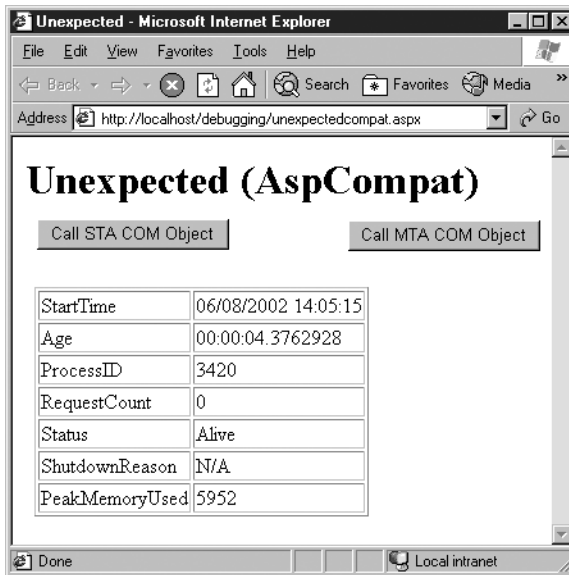 Unexpected - Microsoft Internet Explorer
File Edit View Favorites Tools Help
Back Search Favorites Media »
Address http://localhost/debugging/unexpectedcompat.aspx Go
Unexpected (AspCompat)
Call STA COM Object Call MTA COM Object
StartTime 06/08/2002 14:05:15
Age 00:00:04.3762928
ProcessID 3420
RequestCount 0
Status Alive
ShutdownReason N/A
PeakMemoryUsed 5952
Done Local intranet